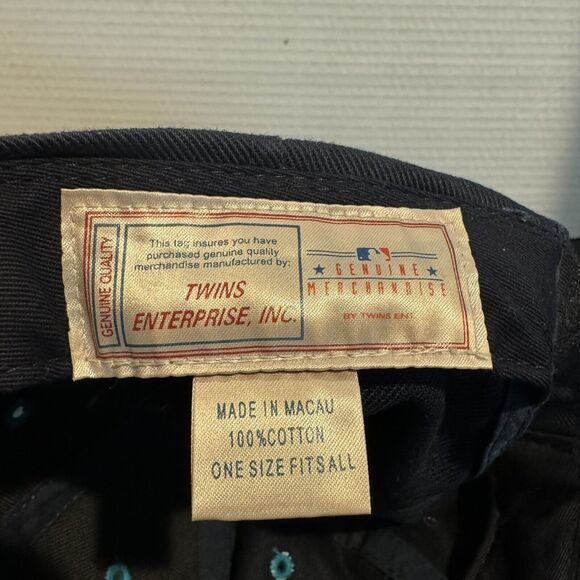 GENUINE QUALITY
This tag insures you have
purchased genuine quality
merchandise manufactured by:
TWINS
ENTERPRISE, INC.
GENUINE
MERCHANDISE
BY TWINS ENT.
MADE IN MACAU
100%COTTON
ONE SIZE FITS ALL